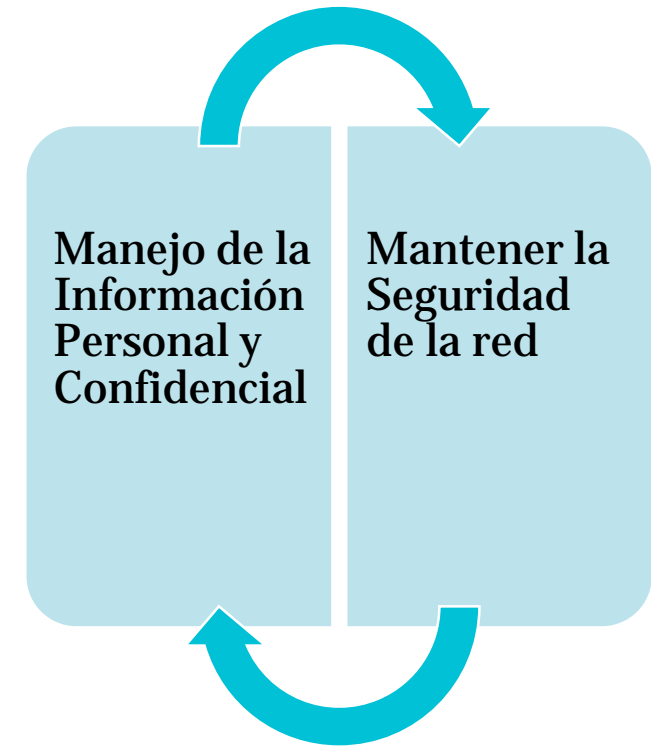 Manejo de la
Información
Personal y
Confidencial
Mantener la
Seguridad
de la red